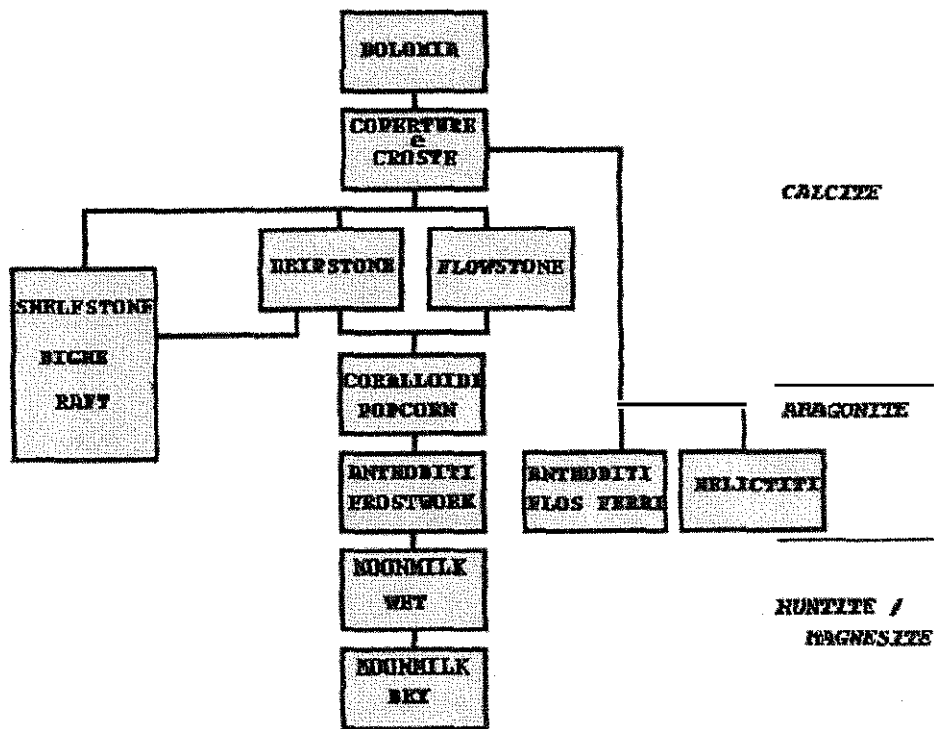 DOLOMIA
COPERTURE
e
CROSTE
CALCITE
DRIPSTONE
FLOWSTONE
SHELFSTONE
DIGHE
RAFT
CORALLOIDI
POPCORN
ARAGONITE
ANTHODITI
FROSTWORK
ANTHODITI
FLOS FERRI
HELICTITI
MOONMILK
WET
HUNTITE /
MAGNESITE
MOONMILK
DRY